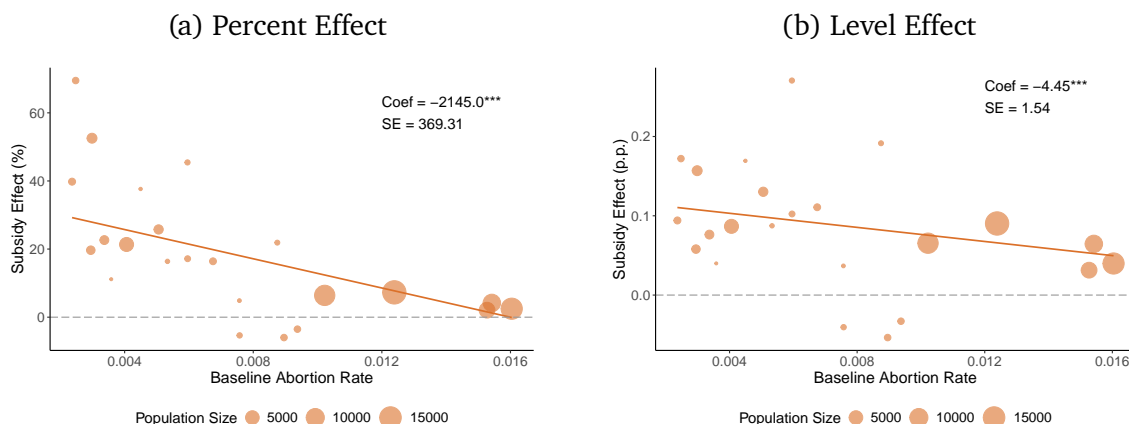 (a) Percent Effect
Coef = −2145.0***
SE = 369.31
Subsidy Effect (%)
60
40
20
0
0.004 0.008 0.012 0.016
Baseline Abortion Rate
Population Size 5000 10000 15000
(b) Level Effect
Coef = −4.45***
SE = 1.54
Subsidy Effect (p.p.)
0.2
0.1
0.0
0.004 0.008 0.012 0.016
Baseline Abortion Rate
Population Size 5000 10000 15000